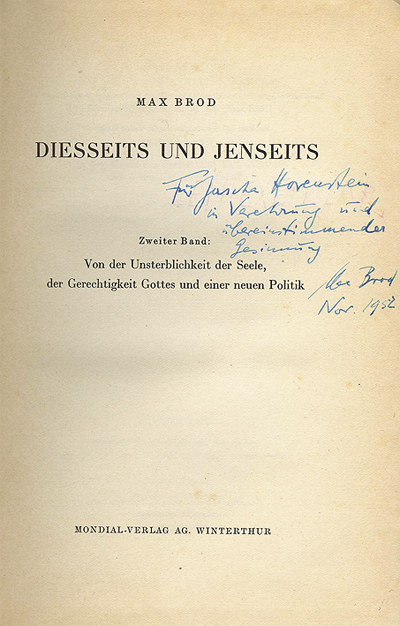 MAX BROD
DIESSEITS UND JENSEITS
Für Jascha Horenstein
in Verehrung und
übereinstimmender
Gesinnung
Zweiter Band:
Von der Unsterblichkeit der Seele,
der Gerechtigkeit Gottes und einer neuen Politik
Max Brod
Nov. 1952
MONDIAL-VERLAG AG. WINTERTHUR